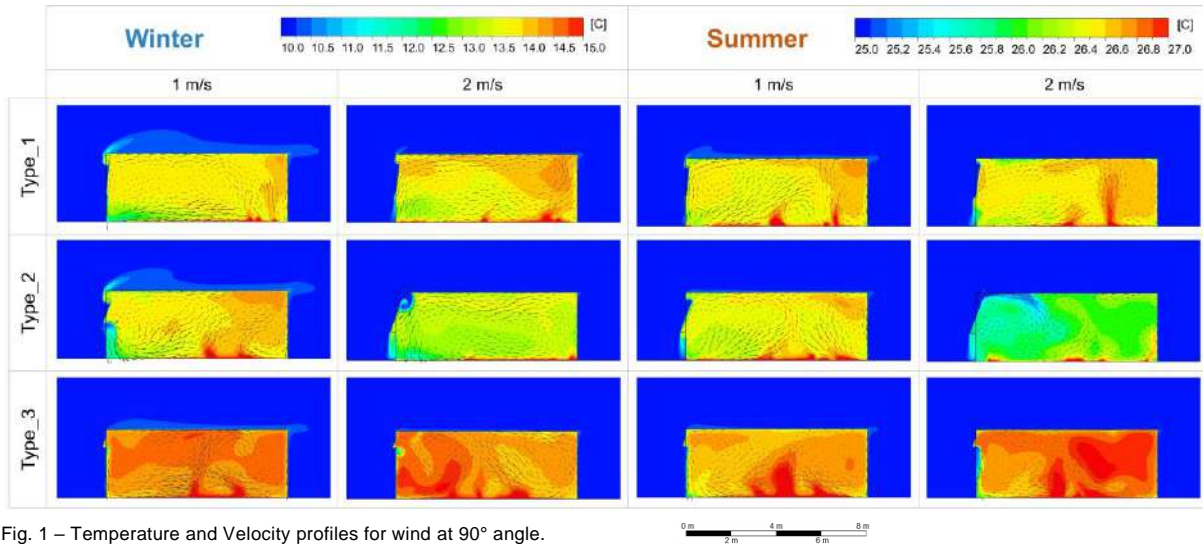 Winter
[C]
10.0 10.5 11.0 11.5 12.0 12.5 13.0 13.5 14.0 14.5 15.0
Summer
[C]
25.0 25.2 25.4 25.6 25.8 26.0 26.2 26.4 26.6 26.8 27.0
1 m/s 2 m/s 1 m/s 2 m/s
Type_1
Type_2
Type_3
Fig. 1 – Temperature and Velocity profiles for wind at 90° angle.
0 m 4 m 8 m
2 m 6 m